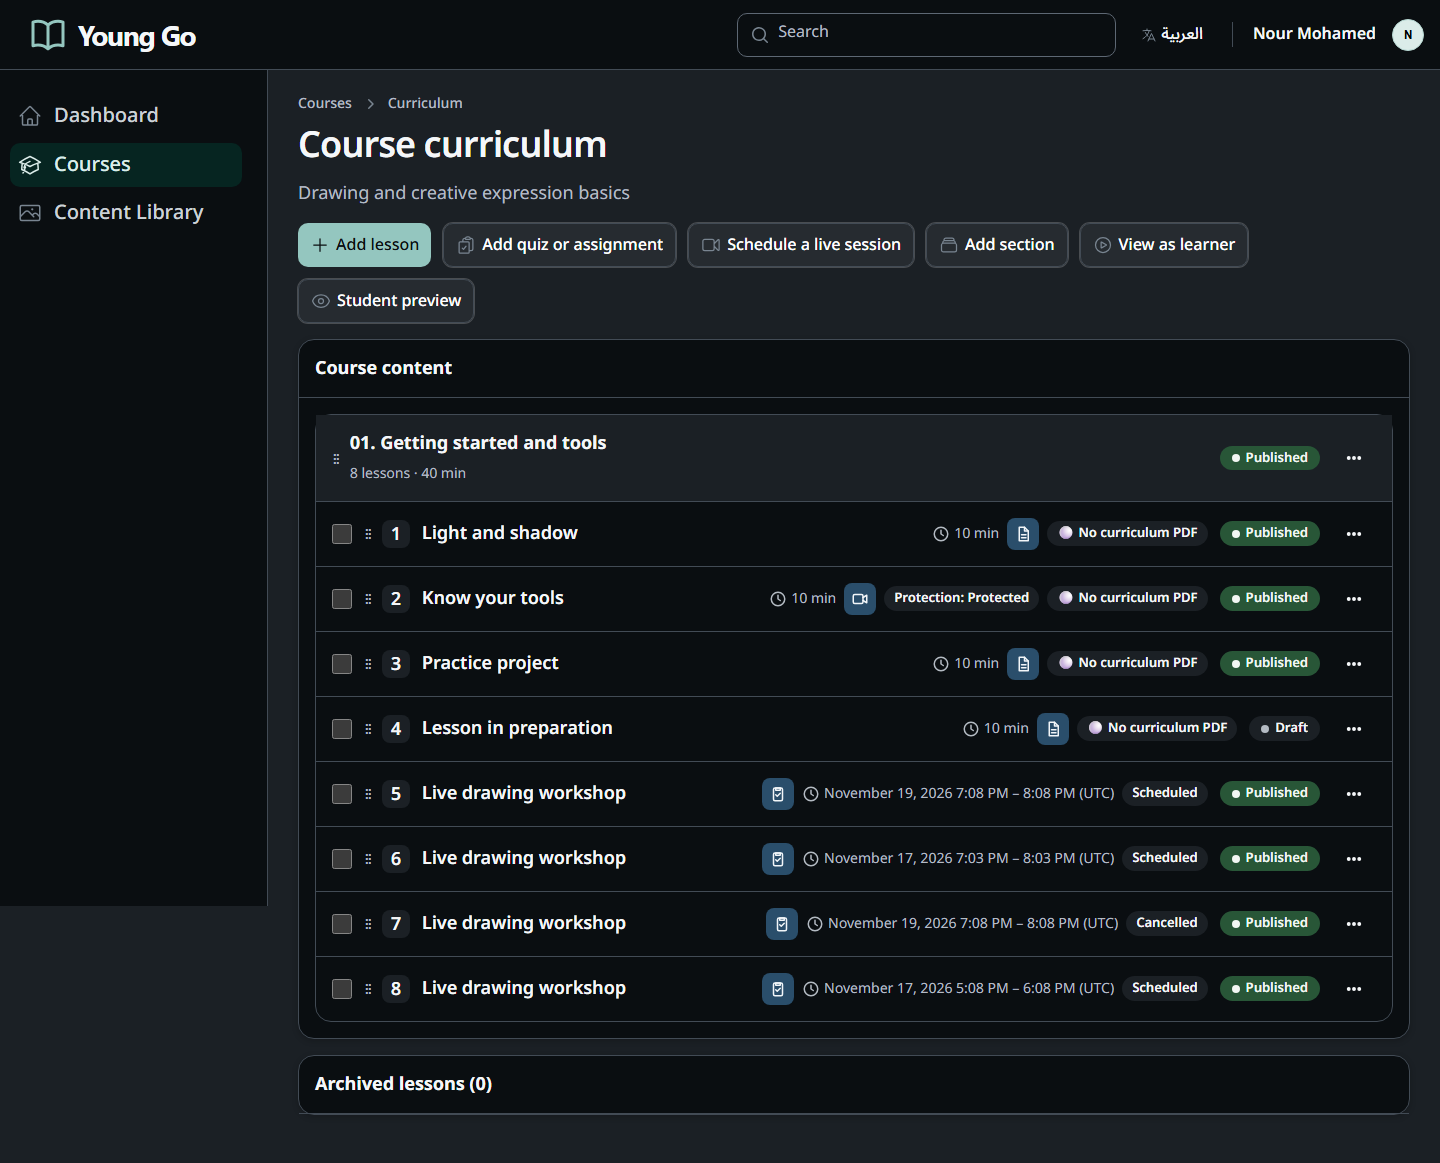 Young Go
Search
العربية
Nour Mohamed
N
Dashboard
Courses
Content Library
Courses
Curriculum
Course curriculum
Drawing and creative expression basics
Add lesson
Add quiz or assignment
Schedule a live session
Add section
View as learner
Student preview
Course content
01. Getting started and tools
8 lessons · 40 min
Published
1 Light and shadow 10 min No curriculum PDF Published
2 Know your tools 10 min Protection: Protected No curriculum PDF Published
3 Practice project 10 min No curriculum PDF Published
4 Lesson in preparation 10 min No curriculum PDF Draft
5 Live drawing workshop November 19, 2026 7:08 PM – 8:08 PM (UTC) Scheduled Published
6 Live drawing workshop November 17, 2026 7:03 PM – 8:03 PM (UTC) Scheduled Published
7 Live drawing workshop November 19, 2026 7:08 PM – 8:08 PM (UTC) Cancelled Published
8 Live drawing workshop November 17, 2026 5:08 PM – 6:08 PM (UTC) Scheduled Published
Archived lessons (0)